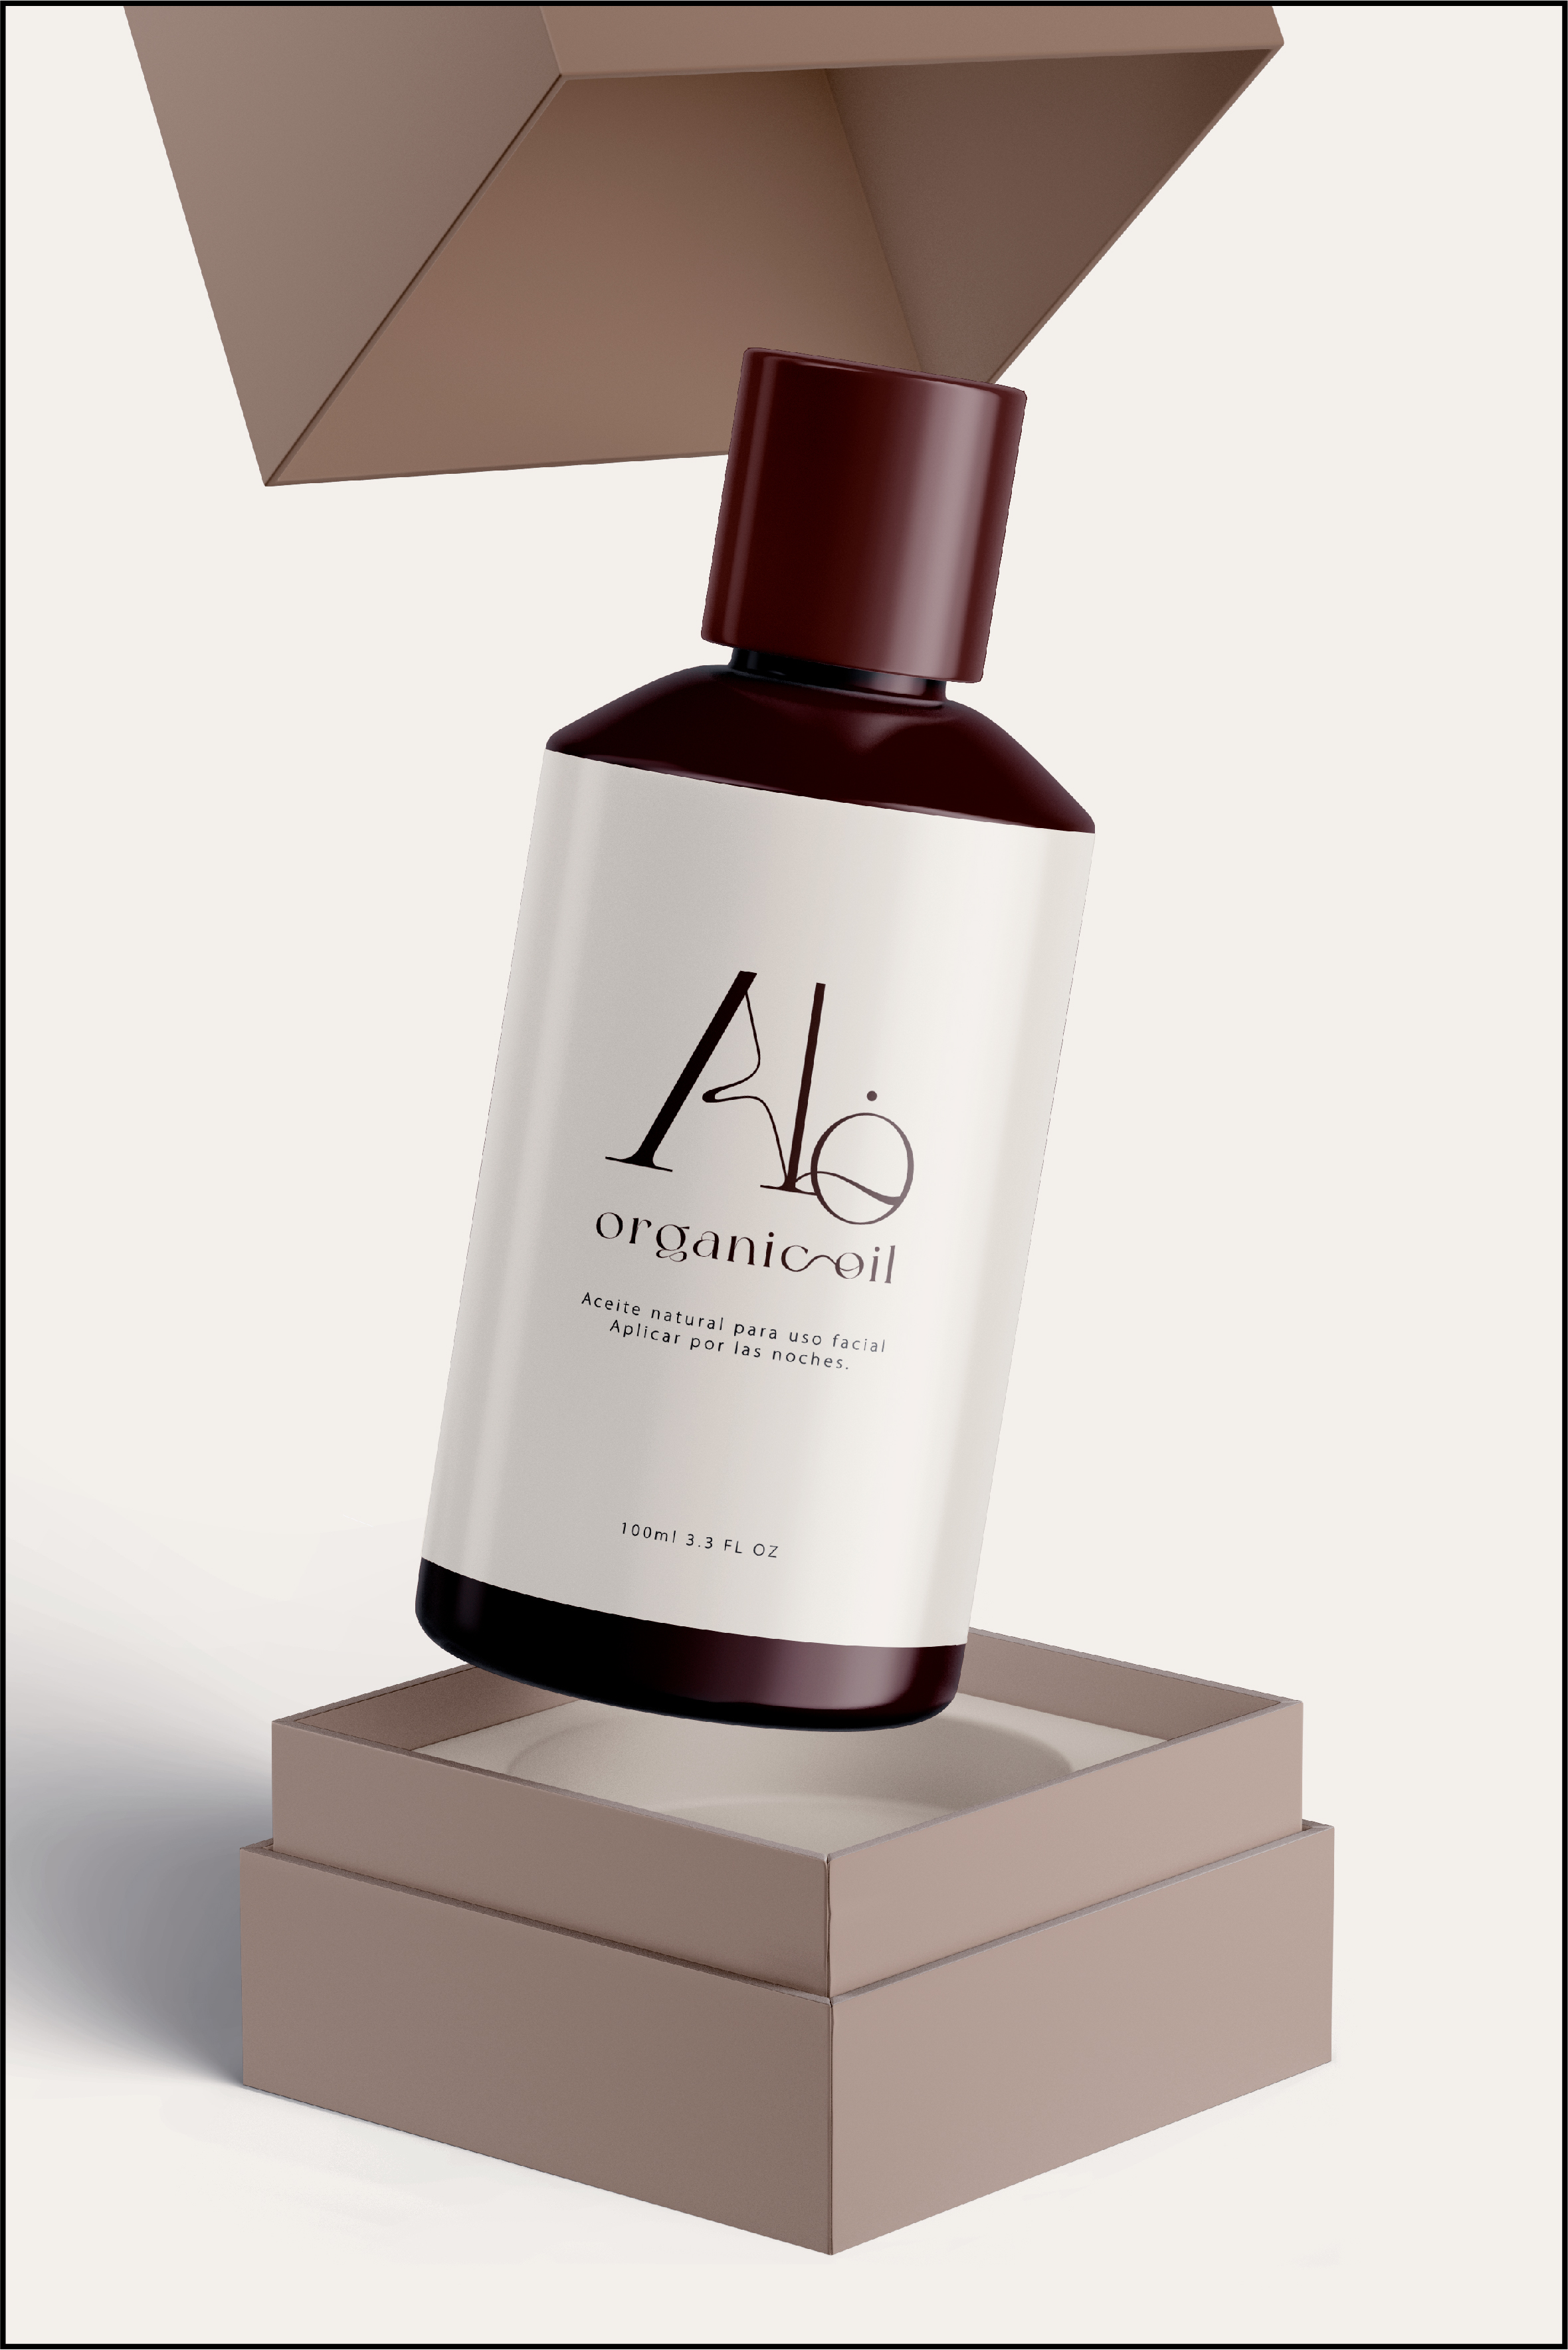 Alo
organic oil
Aceite natural para uso facial
Aplicar por las noches.
100ml 3.3 FL OZ